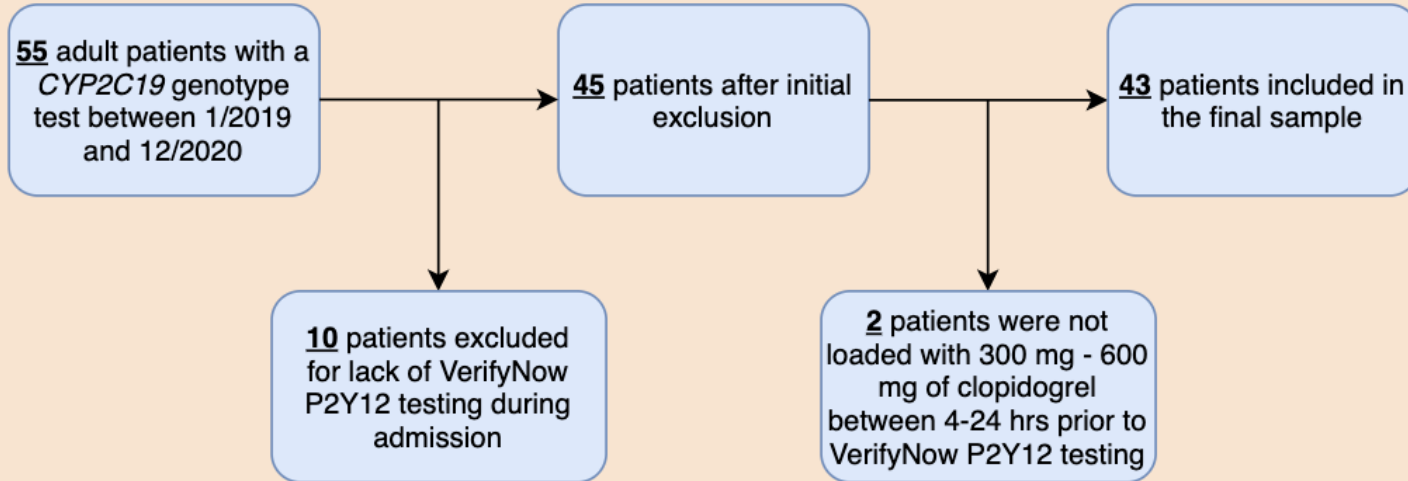 55 adult patients with a
CYP2C19 genotype
test between 1/2019
and 12/2020
45 patients after initial
exclusion
43 patients included in
the final sample
10 patients excluded
for lack of VerifyNow
P2Y12 testing during
admission
2 patients were not
loaded with 300 mg - 600
mg of clopidogrel
between 4-24 hrs prior to
VerifyNow P2Y12 testing